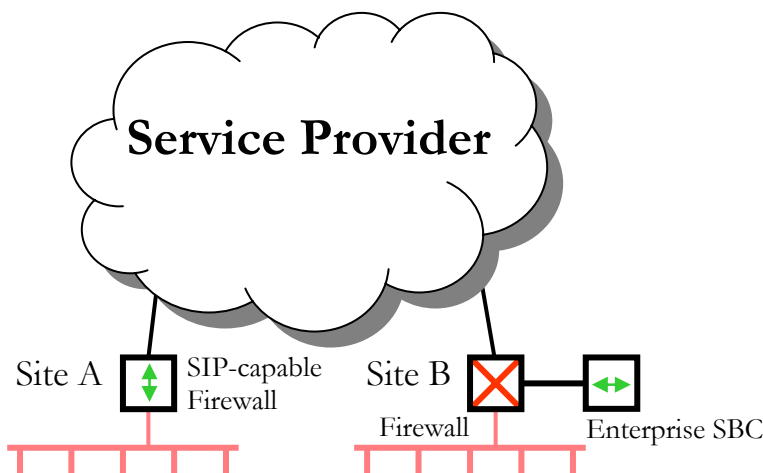 Service Provider
Site A
SIP-capable
Firewall
Site B
Firewall
Enterprise SBC